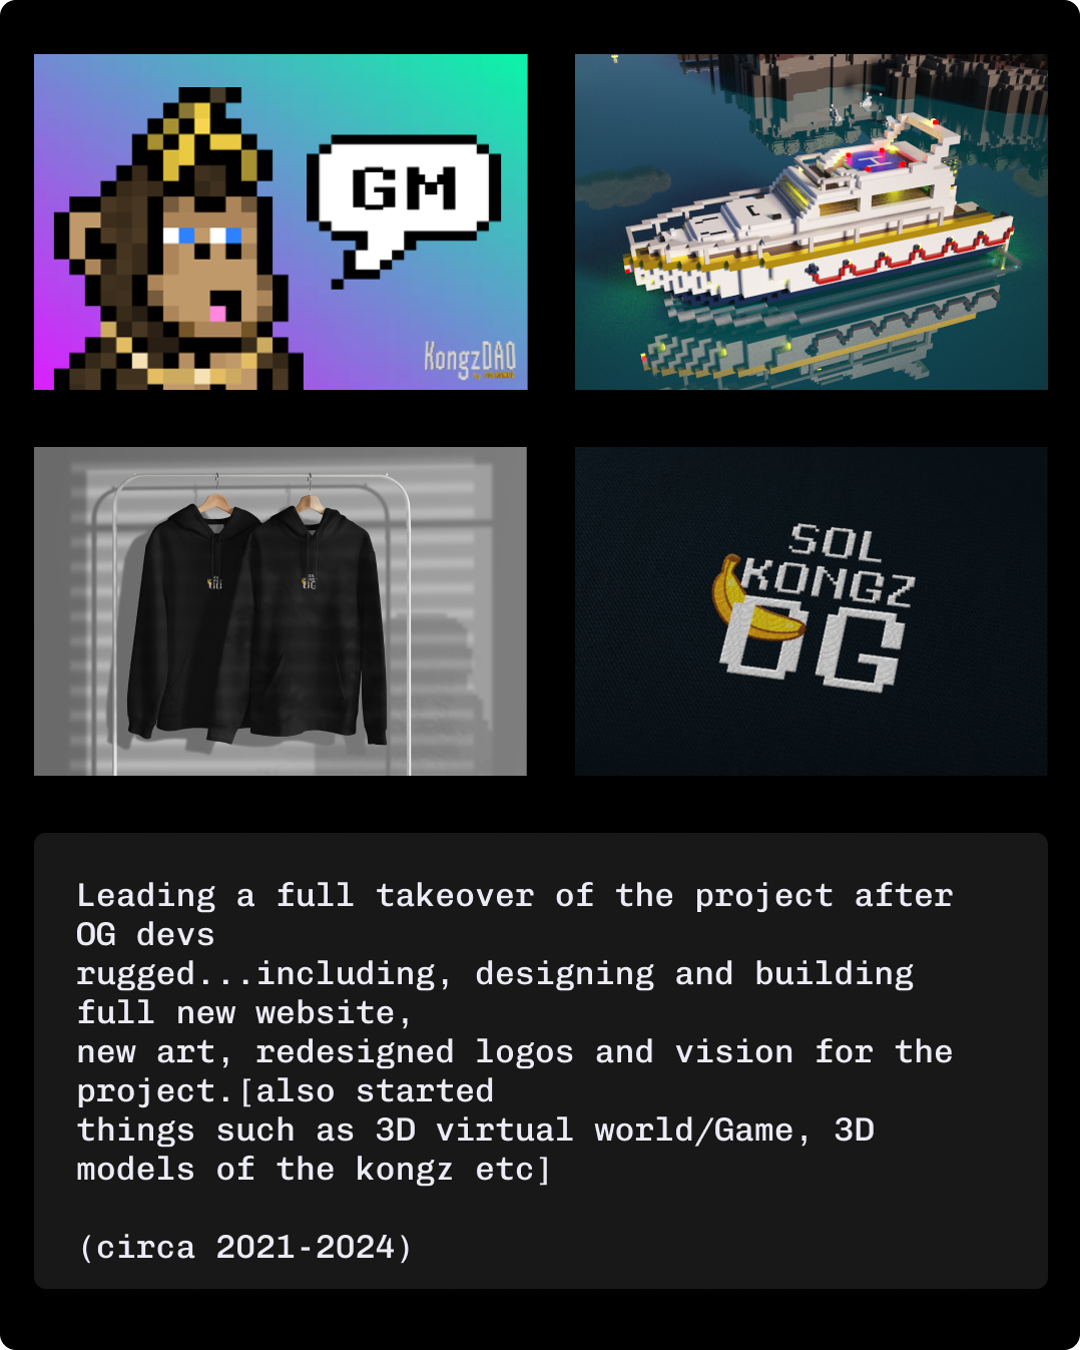 GM
KongzDAO
H
SOL
KONGZ
OG
Leading a full takeover of the project after
OG devs
rugged...including, designing and building
full new website,
new art, redesigned logos and vision for the
project.[also started
things such as 3D virtual world/Game, 3D
models of the kongz etc]
(circa 2021-2024)